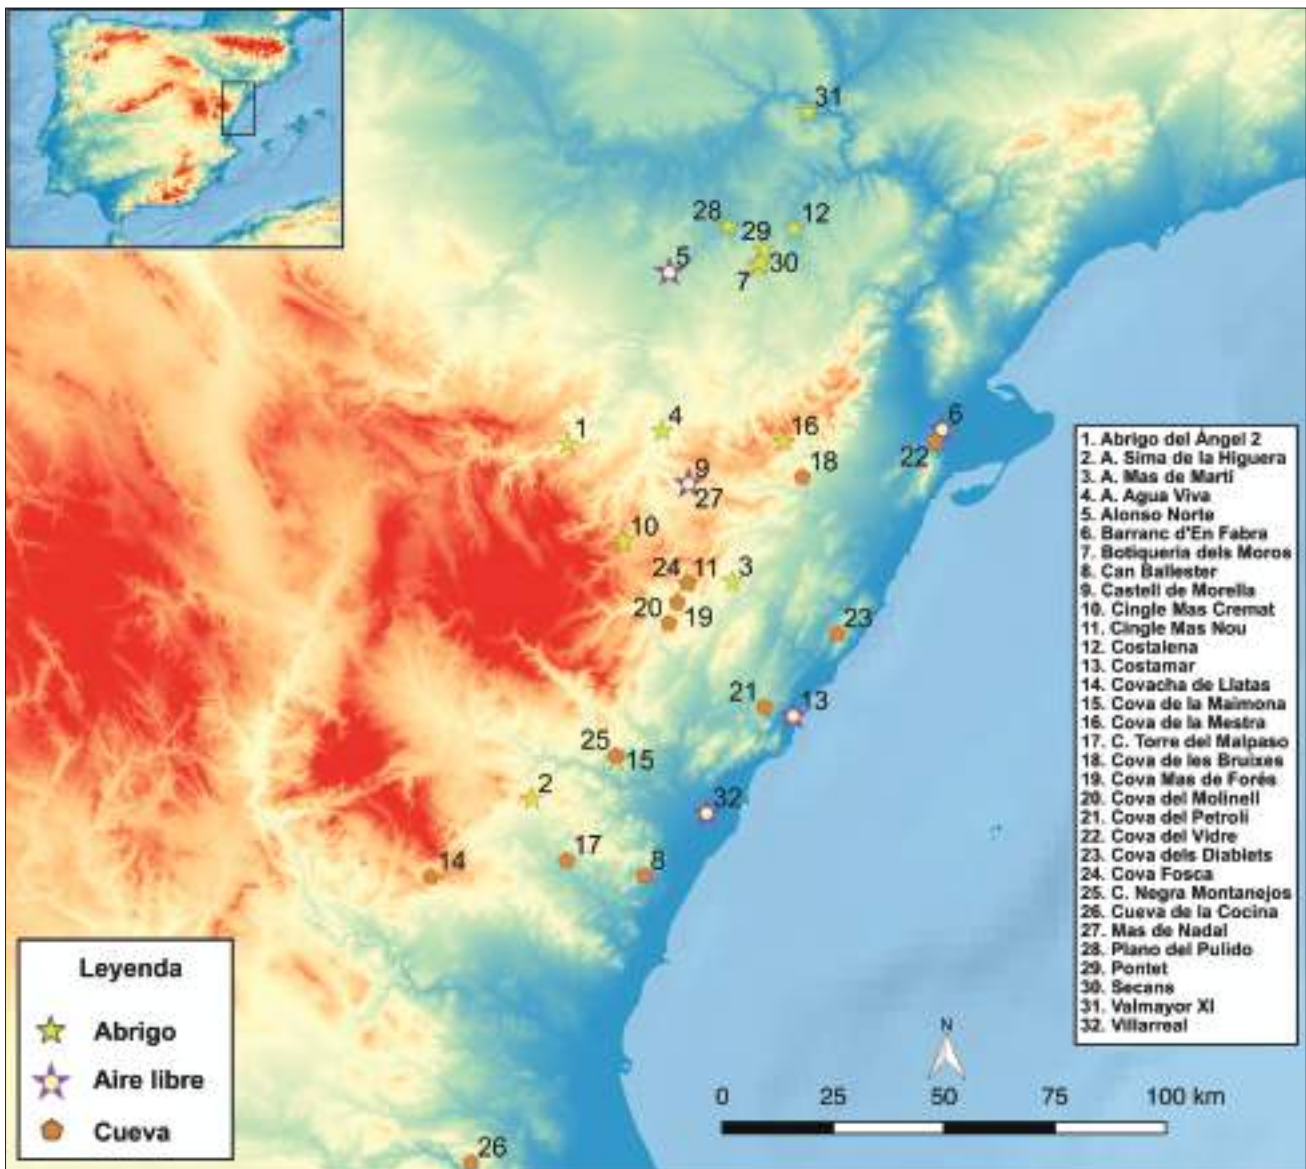 31
28
12
29
5
30
7
1
4
16
6
22
18
9
27
10
24
11
3
20
19
23
21
13
25
15
2
32
17
14
8
26
1. Abrigo del Ángel 2
2. A. Sima de la Higuera
3. A. Mas de Martí
4. A. Agua Viva
5. Alonso Norte
6. Barranc d'En Fabra
7. Botiqueria dels Moros
8. Can Ballester
9. Castell de Morella
10. Cingle Mas Cremat
11. Cingle Mas Nou
12. Costalena
13. Costamar
14. Covacha de Llatas
15. Cova de la Maimona
16. Cova de la Mestra
17. C. Torre del Malpaso
18. Cova de les Bruixes
19. Cova Mas de Forés
20. Cova del Molinell
21. Cova del Petroli
22. Cova del Vidre
23. Cova dels Diablets
24. Cova Fosca
25. C. Negra Montanejos
26. Cueva de la Cocina
27. Mas de Nadal
28. Plano del Pulido
29. Pontet
30. Secans
31. Valmayor XI
32. Villarreal
Leyenda
Abrigo
Aire libre
Cueva
N
0 25 50 75 100 km